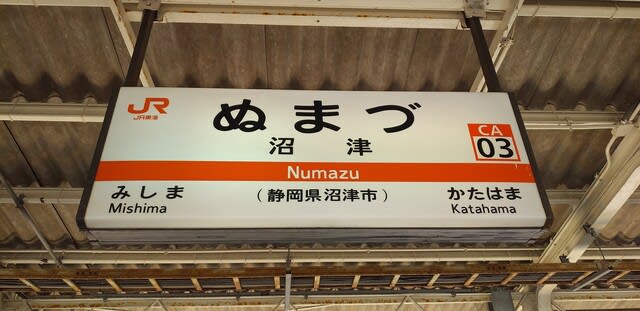 JR
JR東海
ぬまづ
沼津
CA
03
Numazu
みしま
Mishima
(静岡県沼津市)
かたはま
Katahama